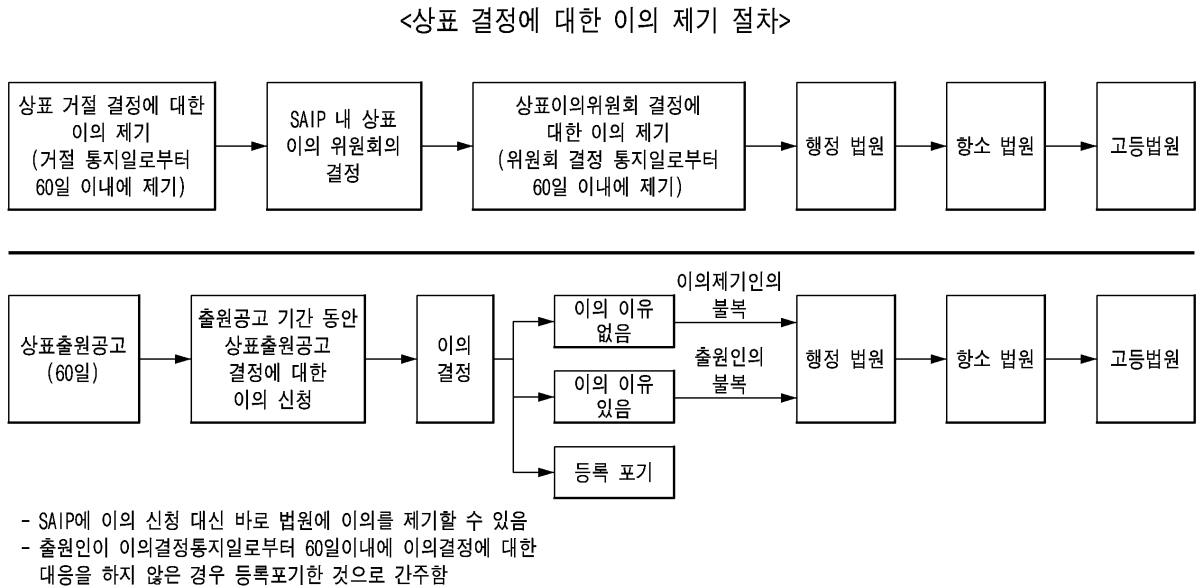 <상표 결정에 대한 이의 제기 절차>
상표 거절 결정에 대한
이의 제기
(거절 통지일로부터
60일 이내에 제기)
SAIP 내 상표
이의 위원회의
결정
상표이의위원회 결정에
대한 이의 제기
(위원회 결정 통지일로부터
60일 이내에 제기)
행정 법원
항소 법원
고등법원
상표출원공고
(60일)
출원공고 기간 동안
상표출원공고
결정에 대한
이의 신청
이의
결정
이의 이유
없음
이의제기인의
불복
이의 이유
있음
출원인의
불복
등록 포기
행정 법원
항소 법원
고등법원
- SAIP에 이의 신청 대신 바로 법원에 이의를 제기할 수 있음
- 출원인이 이의결정통지일로부터 60일이내에 이의결정에 대한
대응을 하지 않은 경우 등록포기한 것으로 간주함